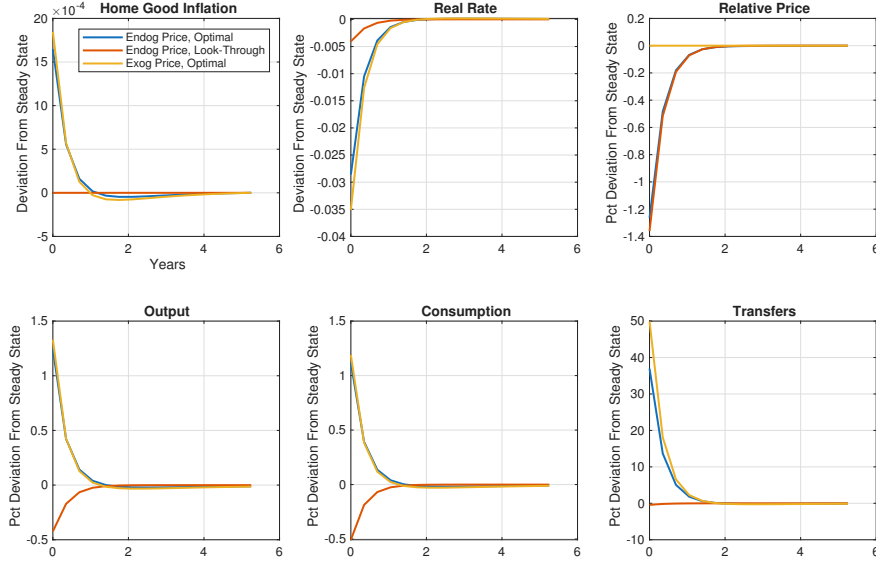 Home Good Inflation
20 ×10-4
15
10
5
0
-5
0 2 4 6
Years
Deviation From Steady State
Endog Price, Optimal
Endog Price, Look-Through
Exog Price, Optimal
Real Rate
0
-0.005
-0.01
-0.015
-0.02
-0.025
-0.03
-0.035
-0.04
0 2 4 6
Deviation From Steady State
Relative Price
0.2
0
-0.2
-0.4
-0.6
-0.8
-1
-1.2
-1.4
0 2 4 6
Pct Deviation From Steady State
Output
1.5
1
0.5
0
-0.5
0 2 4 6
Pct Deviation From Steady State
Consumption
1.5
1
0.5
0
-0.5
0 2 4 6
Pct Deviation From Steady State
Transfers
50
40
30
20
10
0
-10
0 2 4 6
Pct Deviation From Steady State